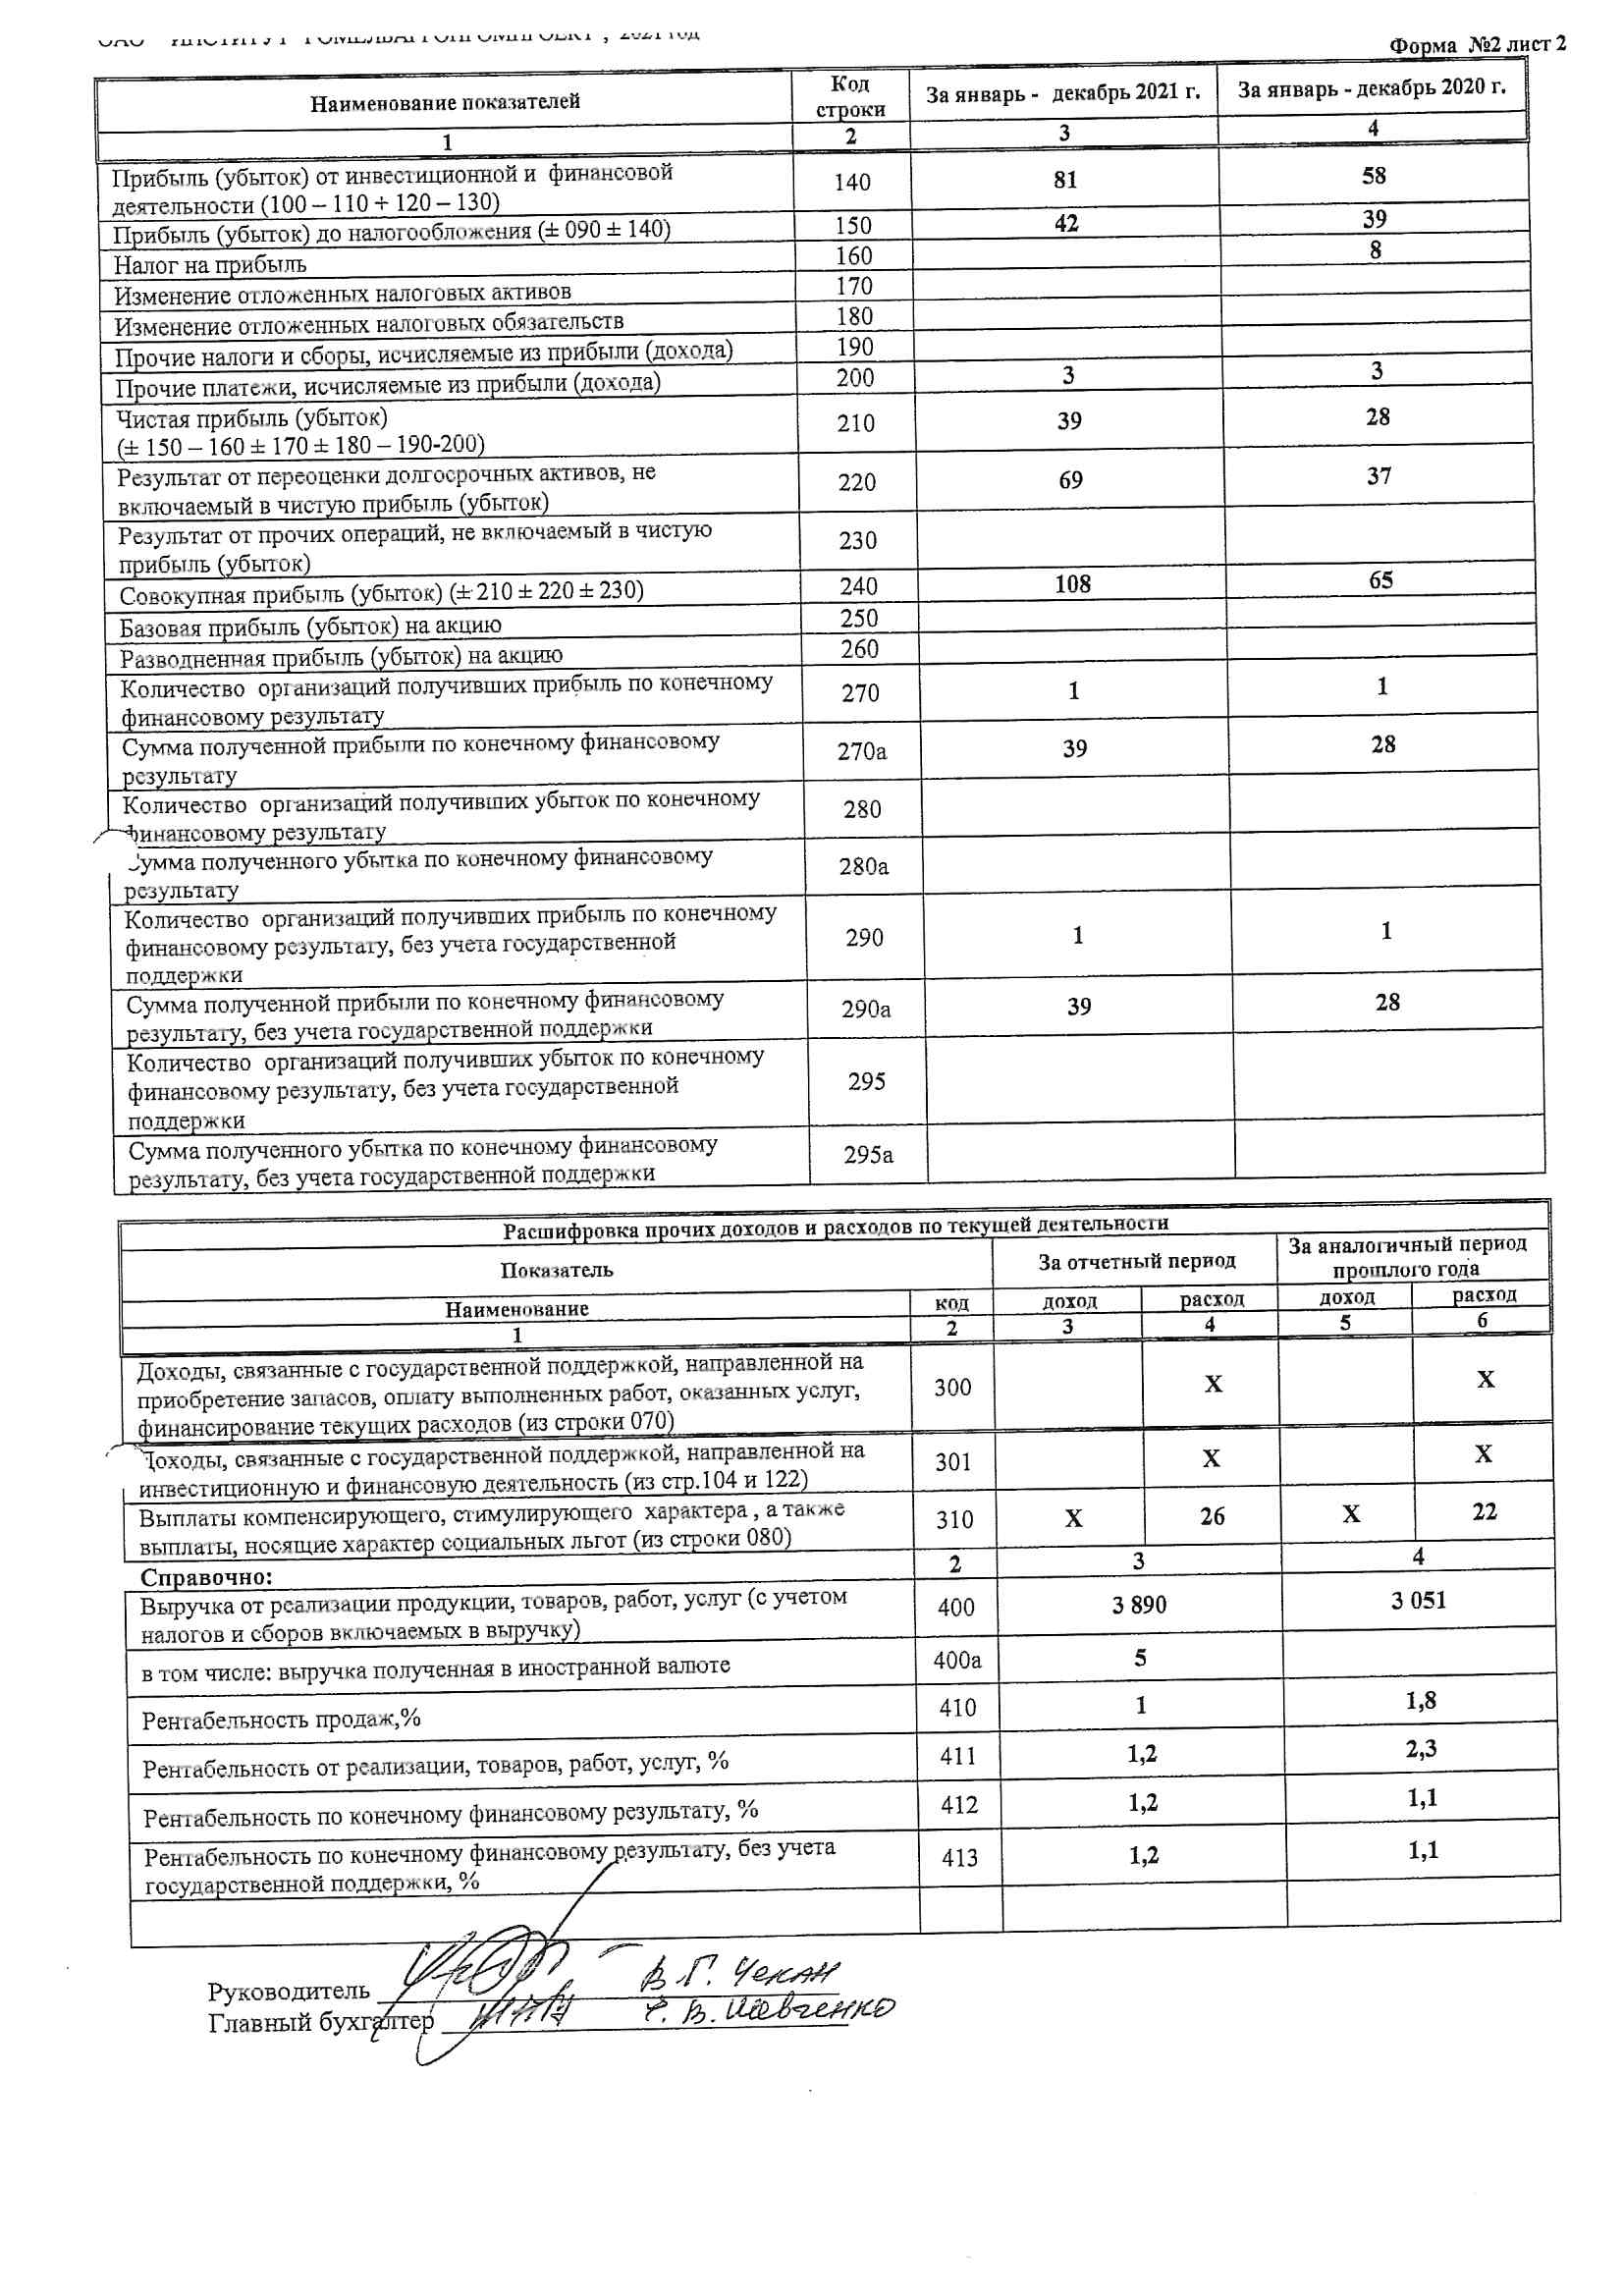 2021 год
Форма №2 лист 2
Наименование показателей Код строки За январь - декабрь 2021 г. За январь - декабрь 2020 г.
1 2 3 4
Прибыль (убыток) от инвестиционной и финансовой
деятельности (100 – 110 + 120 – 130) 140 81 58
Прибыль (убыток) до налогообложения (± 090 ± 140) 150 42 39
Налог на прибыль 160 8
Изменение отложенных налоговых активов 170
Изменение отложенных налоговых обязательств 180
Прочие налоги и сборы, исчисляемые из прибыли (дохода) 190
Прочие платежи, исчисляемые из прибыли (дохода) 200 3 3
Чистая прибыль (убыток)
(± 150 – 160 ± 170 ± 180 – 190-200) 210 39 28
Результат от переоценки долгосрочных активов, не
включаемый в чистую прибыль (убыток) 220 69 37
Результат от прочих операций, не включаемый в чистую
прибыль (убыток) 230
Совокупная прибыль (убыток) (± 210 ± 220 ± 230) 240 108 65
Базовая прибыль (убыток) на акцию 250
Разводненная прибыль (убыток) на акцию 260
Количество организаций получивших прибыль по конечному
финансовому результату 270 1 1
Сумма полученной прибыли по конечному финансовому
результату 270а 39 28
Количество организаций получивших убыток по конечному
финансовому результату 280
Сумма полученного убытка по конечному финансовому
результату 280а
Количество организаций получивших прибыль по конечному
финансовому результату, без учета государственной
поддержки 290 1 1
Сумма полученной прибыли по конечному финансовому
результату, без учета государственной поддержки 290а 39 28
Количество организаций получивших убыток по конечному
финансовому результату, без учета государственной
поддержки 295
Сумма полученного убытка по конечному финансовому
результату, без учета государственной поддержки 295а
Расшифровка прочих доходов и расходов по текущей деятельности
Показатель За отчетный период За аналогичный период прошлого года
Наименование код доход расход доход расход
1 2 3 4 5 6
Доходы, связанные с государственной поддержкой, направленной на
приобретение запасов, оплату выполненных работ, оказанных услуг,
финансирование текущих расходов (из строки 070) 300 X X
Доходы, связанные с государственной поддержкой, направленной на
инвестиционную и финансовую деятельность (из стр.104 и 122) 301 X X
Выплаты компенсирующего, стимулирующего характера , а также
выплаты, носящие характер социальных льгот (из строки 080) 310 X 26 X 22
Справочно: 2 3 4
Выручка от реализации продукции, товаров, работ, услуг (с учетом
налогов и сборов включаемых в выручку) 400 3 890 3 051
в том числе: выручка полученная в иностранной валюте 400а 5
Рентабельность продаж,% 410 1 1,8
Рентабельность от реализации, товаров, работ, услуг, % 411 1,2 2,3
Рентабельность по конечному финансовому результату, % 412 1,2 1,1
Рентабельность по конечному финансовому результату, без учета
государственной поддержки, % 413 1,2 1,1
Руководитель В.Г. Чекан
Главный бухгалтер Е.В. Шевченко